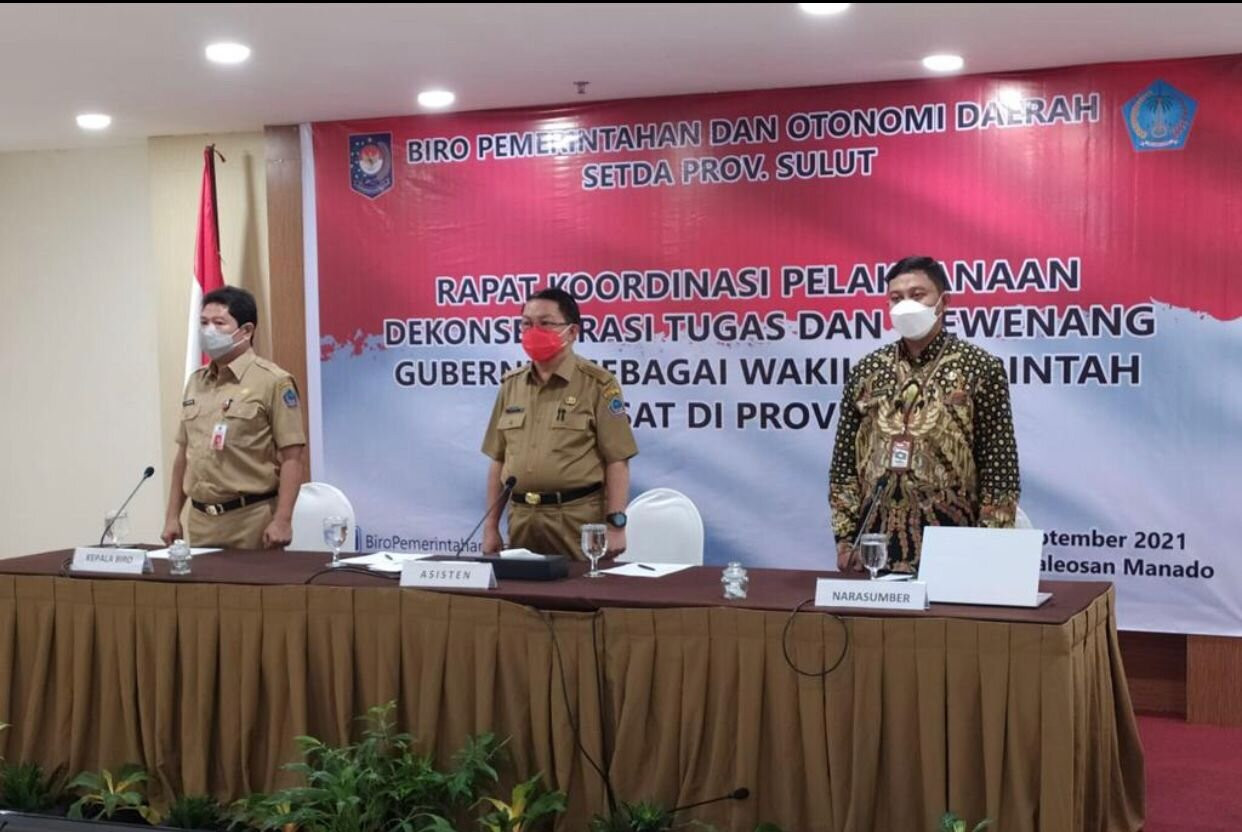 BIRO PEMERINTAHAN DAN OTONOMI DAERAH
SETDA PROV. SULUT
RAPAT KOORDINASI PELAK ANAAN
DEKONSE RASI TUGAS DAN EWENANG
GUBERN SEBAGAI WAKIL INTAH
SAT DI PROV
BiroPemerintahan
ptember 2021
aleosan Manado
KEPALA BIRO
ASISTEN
NARASUMBER